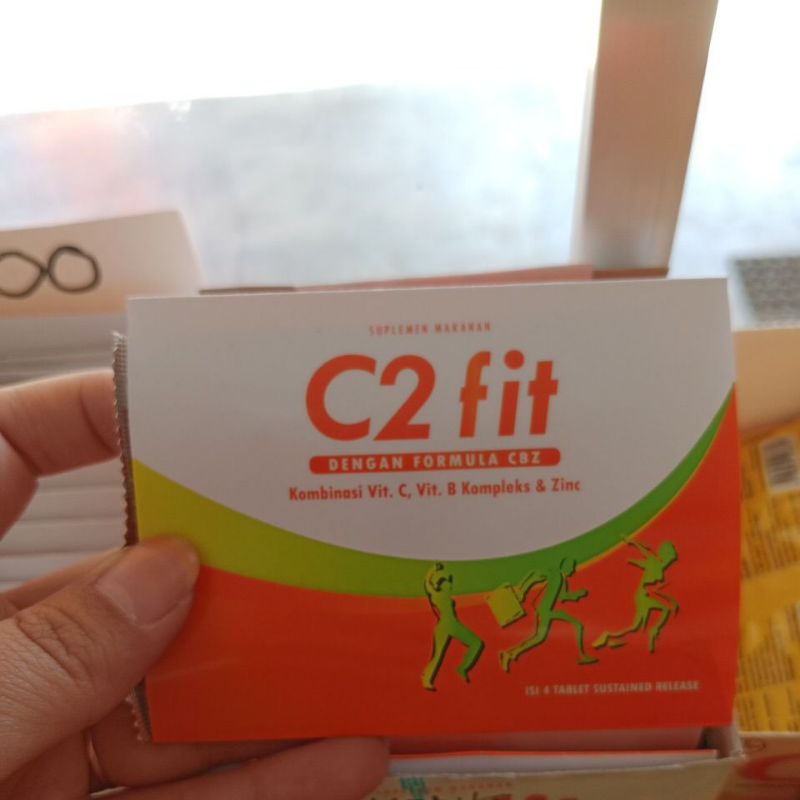 SUPLEMEN MAKANAN
C2 fit
DENGAN FORMULA CBZ
Kombinasi Vit. C, Vit. B Kompleks & Zinc
ISI 4 TABLET SUSTAINED RELEASE